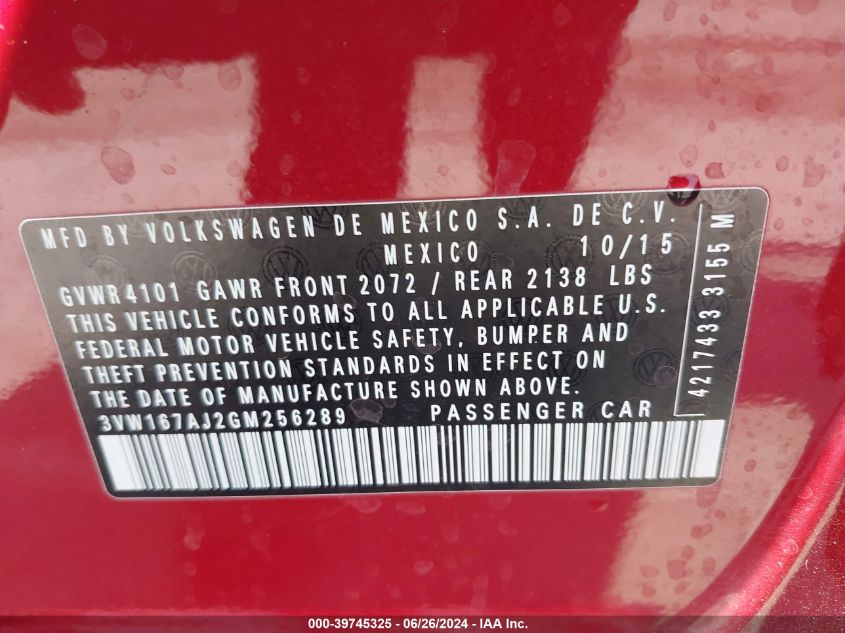 MFD BY VOLKSWAGEN DE MEXICO S.A. DE C.V.
MEXICO 10/15
GVWR 4101 GAWR FRONT 2072 / REAR 2138 LBS
THIS VEHICLE CONFORMS TO ALL APPLICABLE U.S.
FEDERAL MOTOR VEHICLE SAFETY, BUMPER AND
THEFT PREVENTION STANDARDS IN EFFECT ON
THE DATE OF MANUFACTURE SHOWN ABOVE.
3VW167AJ2GM256289 PASSENGER CAR
4217433 3155 M
000-39745325 - 06/26/2024 - IAA Inc.